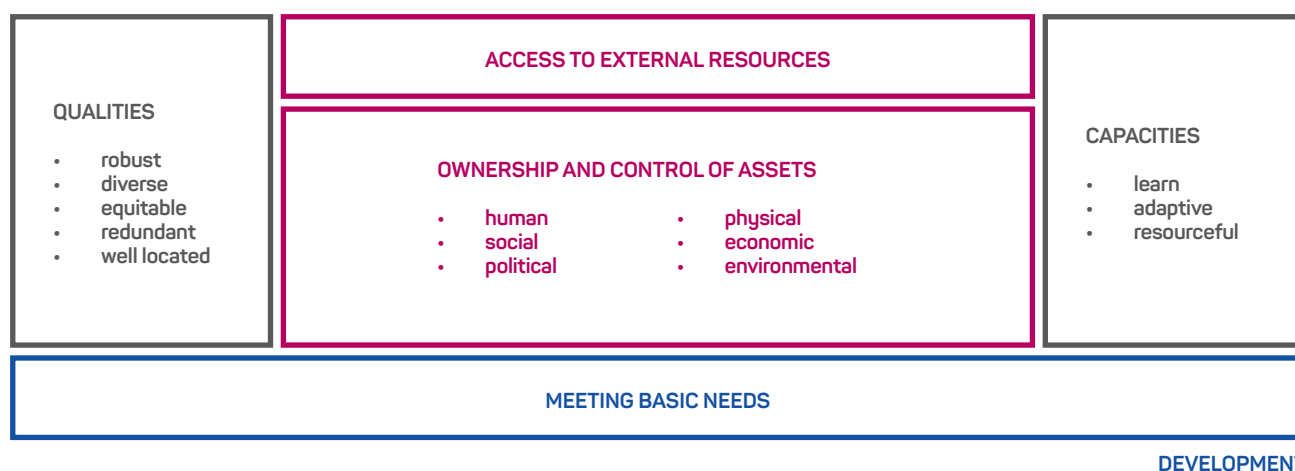 ACCESS TO EXTERNAL RESOURCES
QUALITIES
• robust
• diverse
• equitable
• redundant
• well located
OWNERSHIP AND CONTROL OF ASSETS
• human
• social
• political
• physical
• economic
• environmental
CAPACITIES
• learn
• adaptive
• resourceful
MEETING BASIC NEEDS
DEVELOPMENT